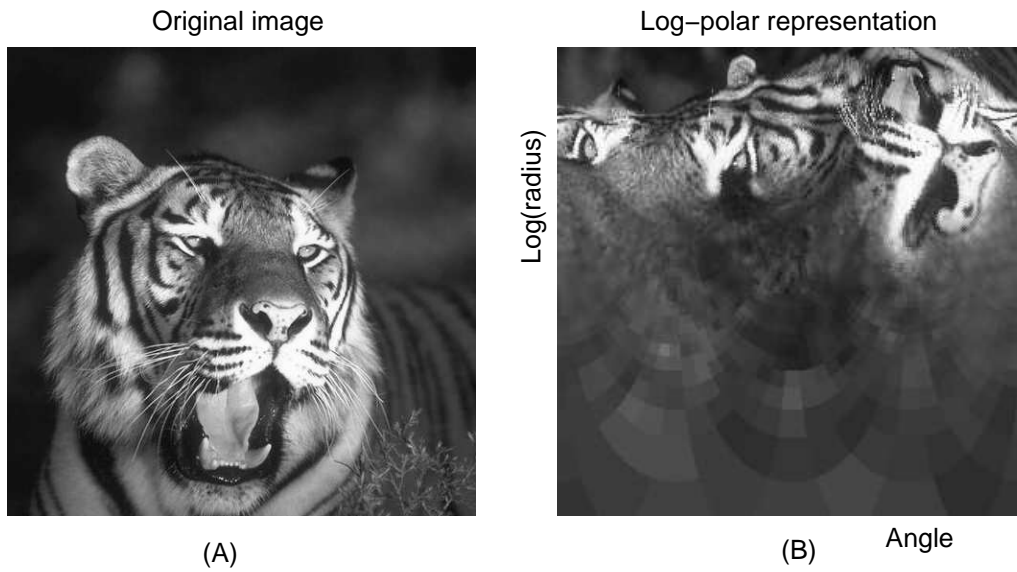 Original image
Log−polar representation
Log(radius)
Angle
(A)
(B)